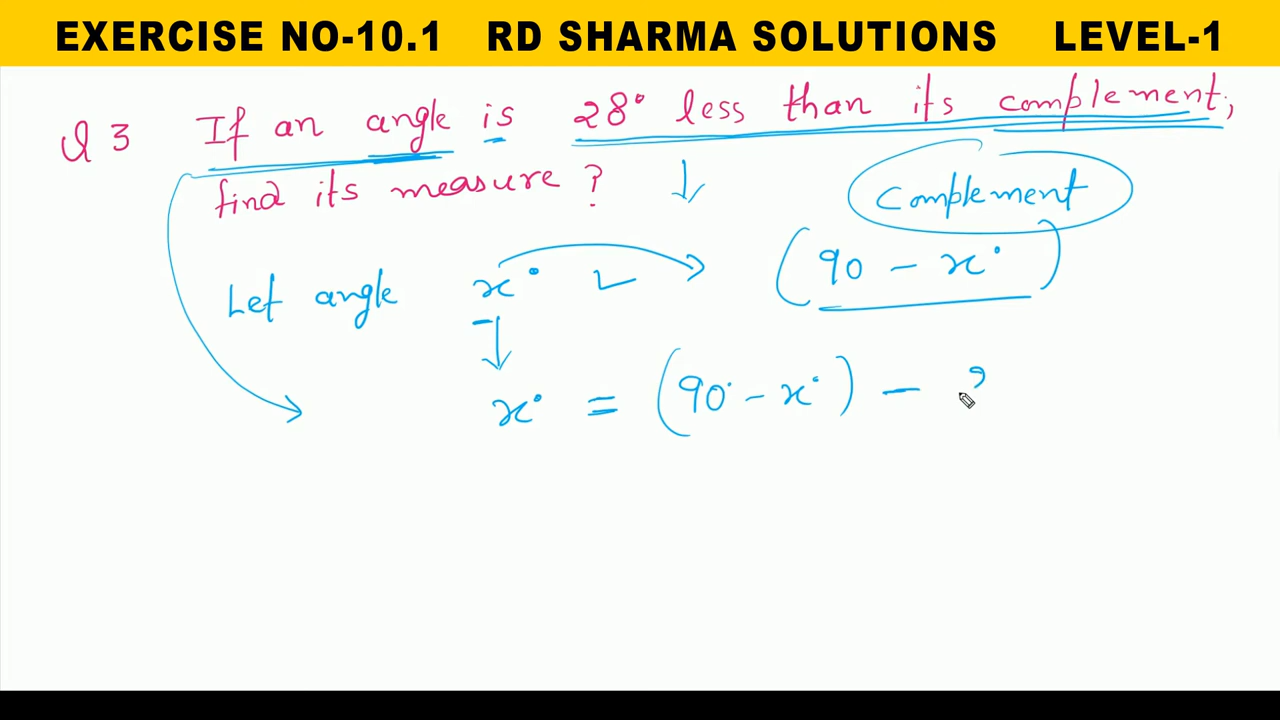 EXERCISE NO-10.1 RD SHARMA SOLUTIONS LEVEL-1
Q 3 If an angle is 28° less than its complement,
find its measure ?
complement
Let angle x° (90 - x°)
x° = (90° - x°) -